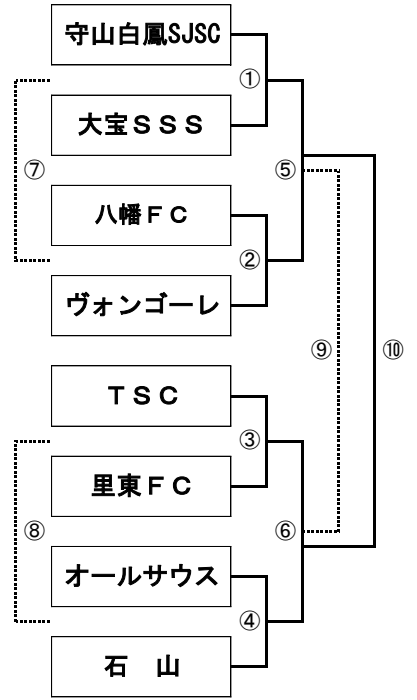 守山白鳳SJSC
①
大宝ＳＳＳ
⑦
⑤
八幡ＦＣ
②
ヴォンゴーレ
⑨
⑩
ＴＳＣ
③
里東ＦＣ
⑧
⑥
オールサウス
④
石　山